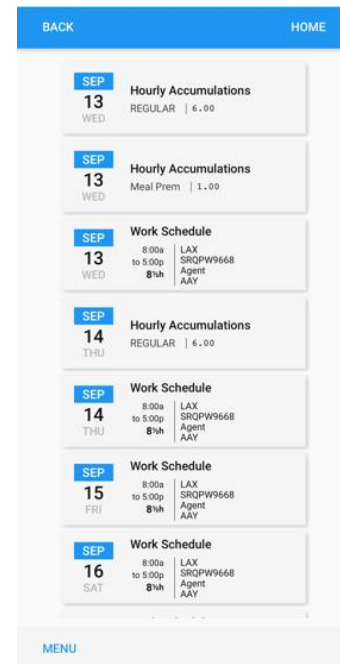 BACK HOME
SEP
13
WED
Hourly Accumulations
REGULAR | 6.00
SEP
13
WED
Hourly Accumulations
Meal Prem | 1.00
SEP
13
WED
Work Schedule
8:00a
to 5:00p
8½h
LAX
SRQPW9668
Agent
AAY
SEP
14
THU
Hourly Accumulations
REGULAR | 6.00
SEP
14
THU
Work Schedule
8:00a
to 5:00p
8½h
LAX
SRQPW9668
Agent
AAY
SEP
15
FRI
Work Schedule
8:00a
to 5:00p
8½h
LAX
SRQPW9668
Agent
AAY
SEP
16
SAT
Work Schedule
8:00a
to 5:00p
8½h
LAX
SRQPW9668
Agent
AAY
MENU